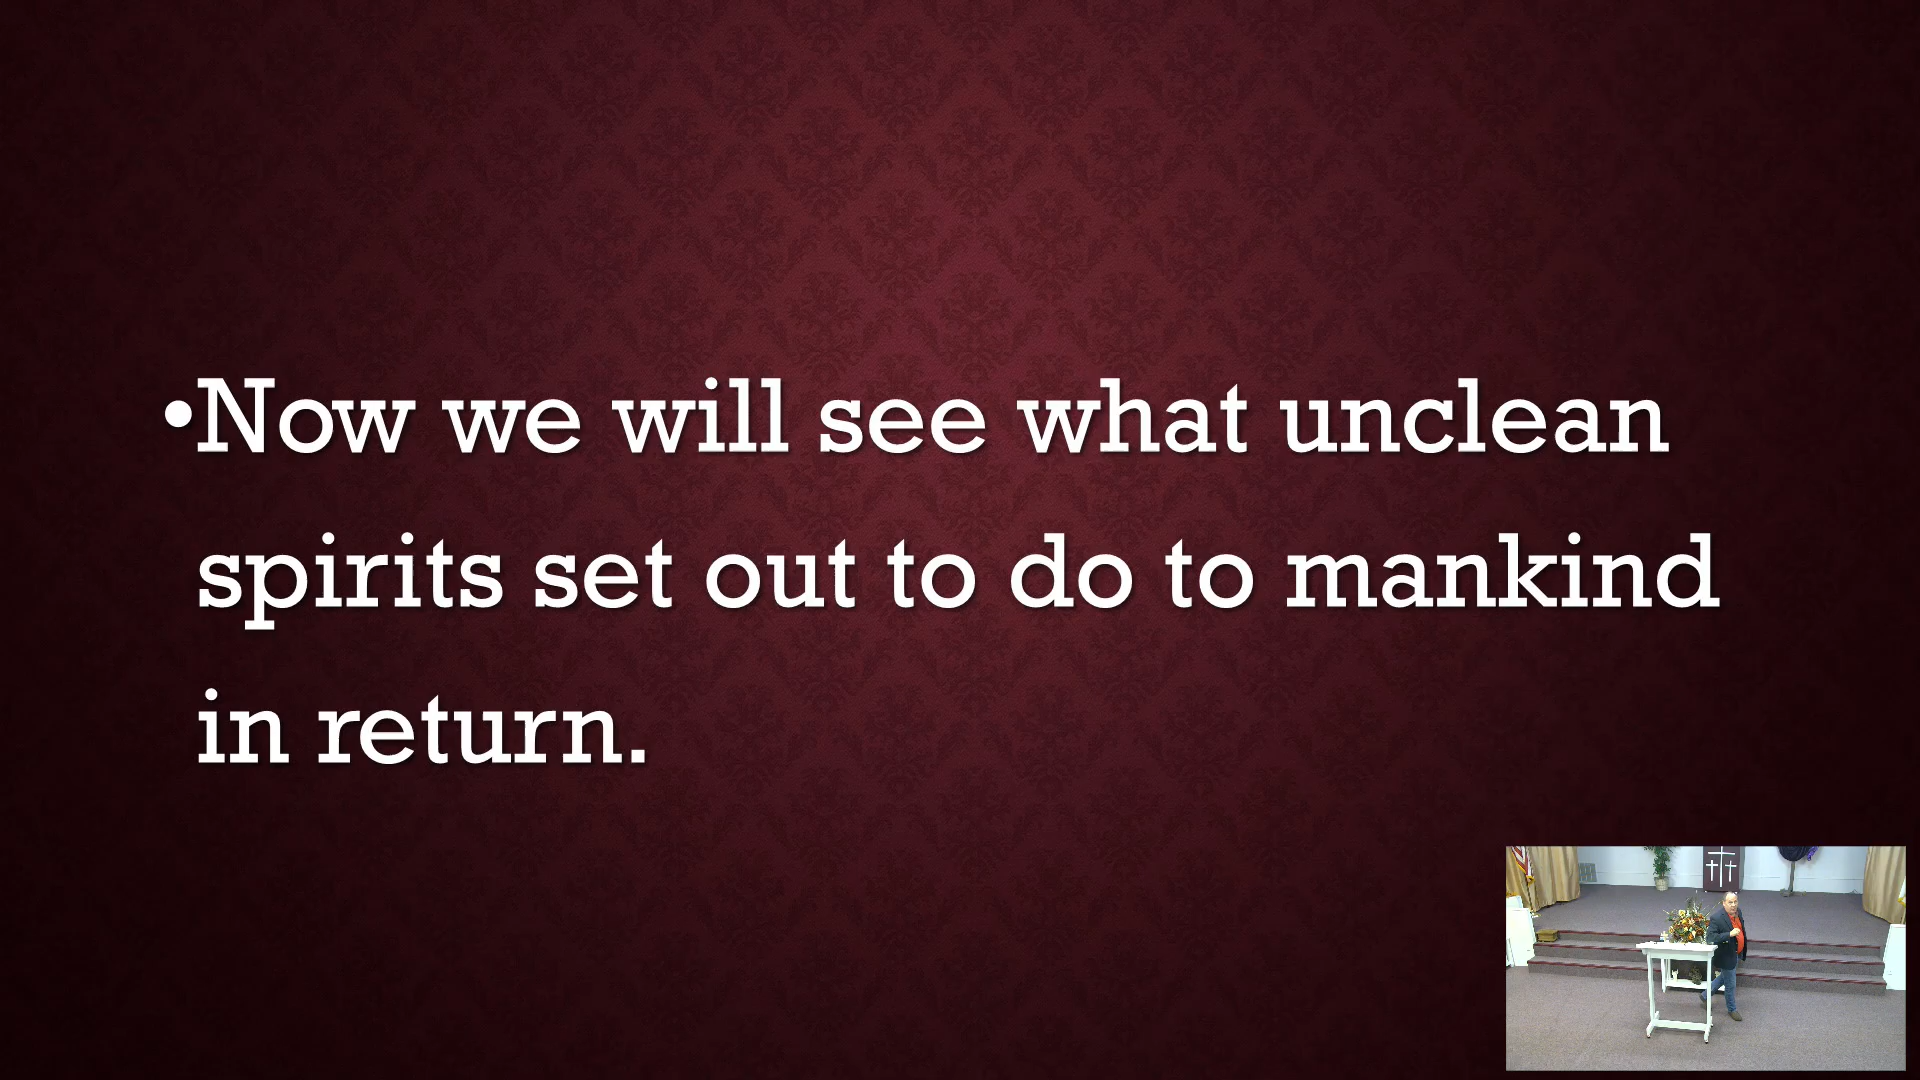 •Now we will see what unclean
spirits set out to do to mankind
in return.